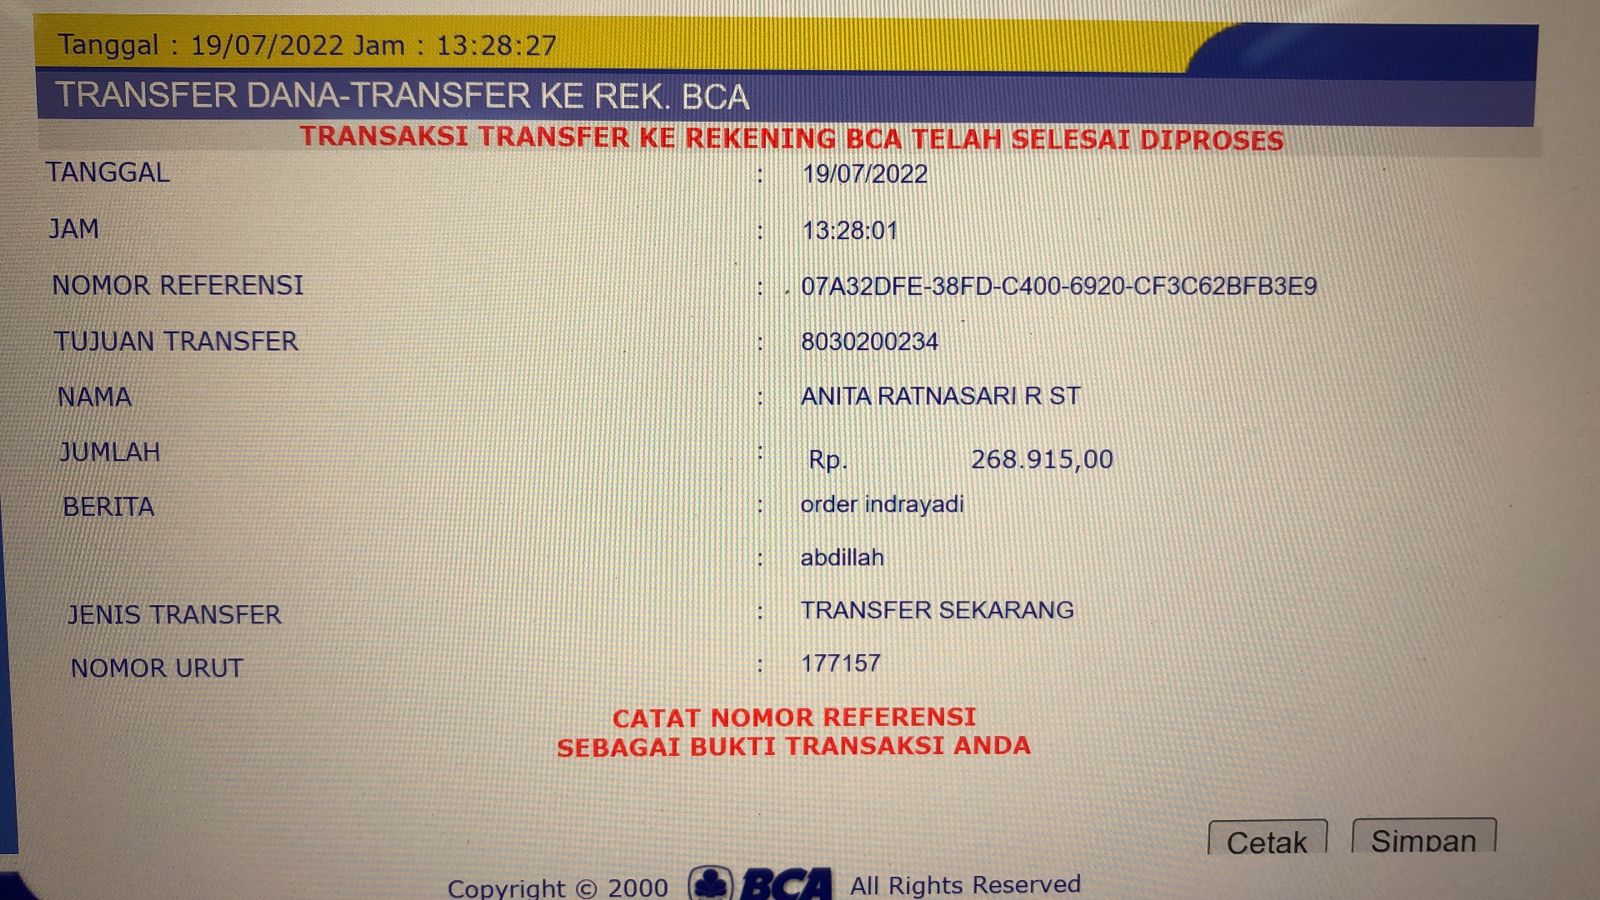 Tanggal : 19/07/2022 Jam : 13:28:27
TRANSFER DANA-TRANSFER KE REK. BCA
TRANSAKSI TRANSFER KE REKENING BCA TELAH SELESAI DIPROSES
TANGGAL : 19/07/2022
JAM : 13:28:01
NOMOR REFERENSI : 07A32DFE-38FD-C400-6920-CF3C62BFB3E9
TUJUAN TRANSFER : 8030200234
NAMA : ANITA RATNASARI R ST
JUMLAH : Rp. 268.915,00
BERITA : order indrayadi
: abdillah
JENIS TRANSFER : TRANSFER SEKARANG
NOMOR URUT : 177157
CATAT NOMOR REFERENSI
SEBAGAI BUKTI TRANSAKSI ANDA
Cetak Simpan
Copyright © 2000 BCA All Rights Reserved